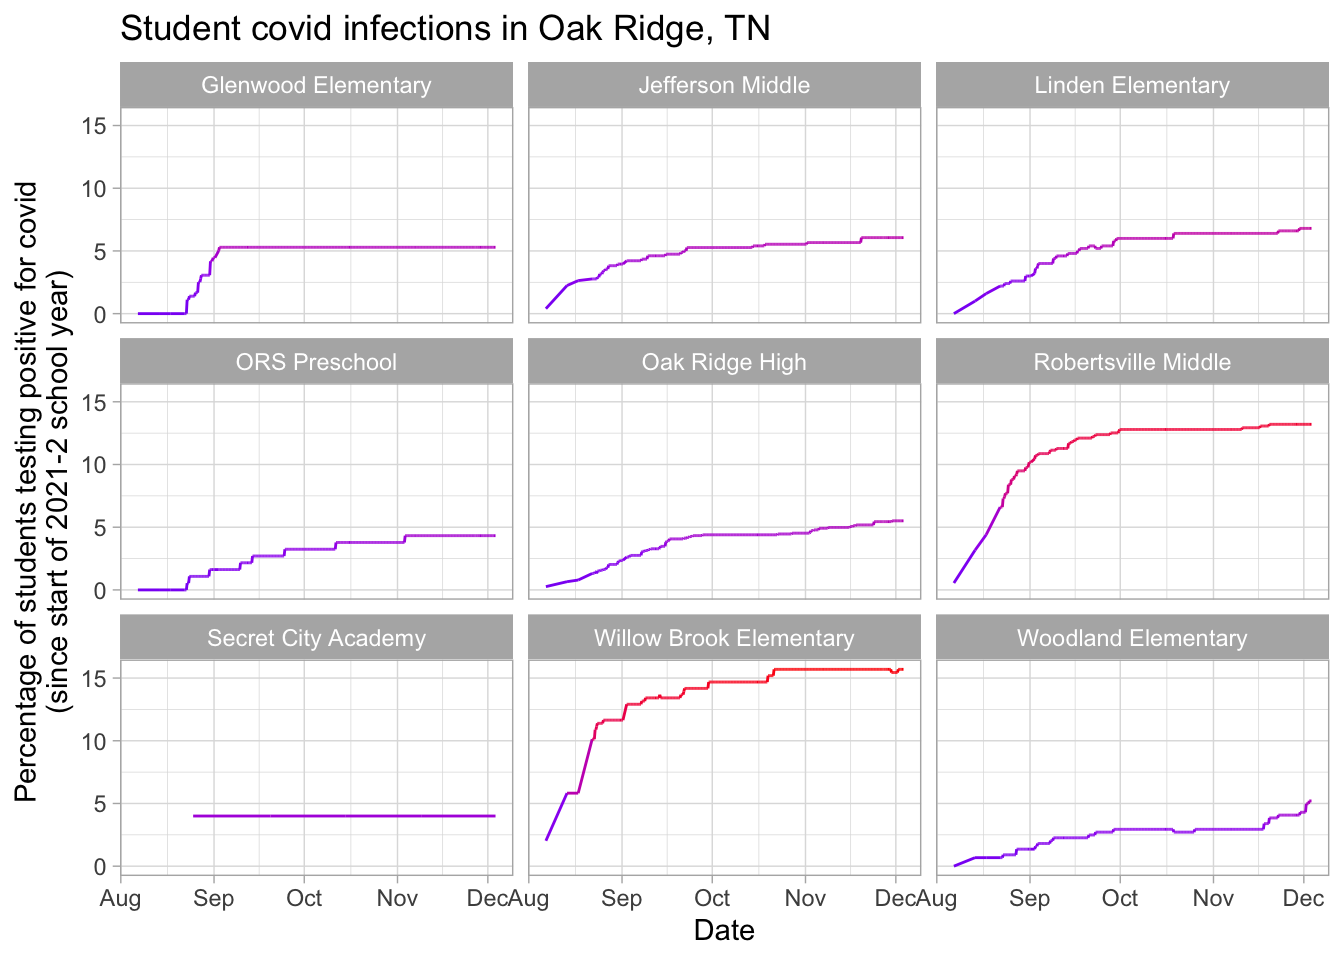 Student covid infections in Oak Ridge, TN
Percentage of students testing positive for covid
(since start of 2021-2 school year)
Glenwood Elementary
Jefferson Middle
Linden Elementary
15
10
5
0
ORS Preschool
Oak Ridge High
Robertsville Middle
15
10
5
0
Secret City Academy
Willow Brook Elementary
Woodland Elementary
15
10
5
0
Aug Sep Oct Nov Dec
Aug Sep Oct Nov Dec
Aug Sep Oct Nov Dec
Date